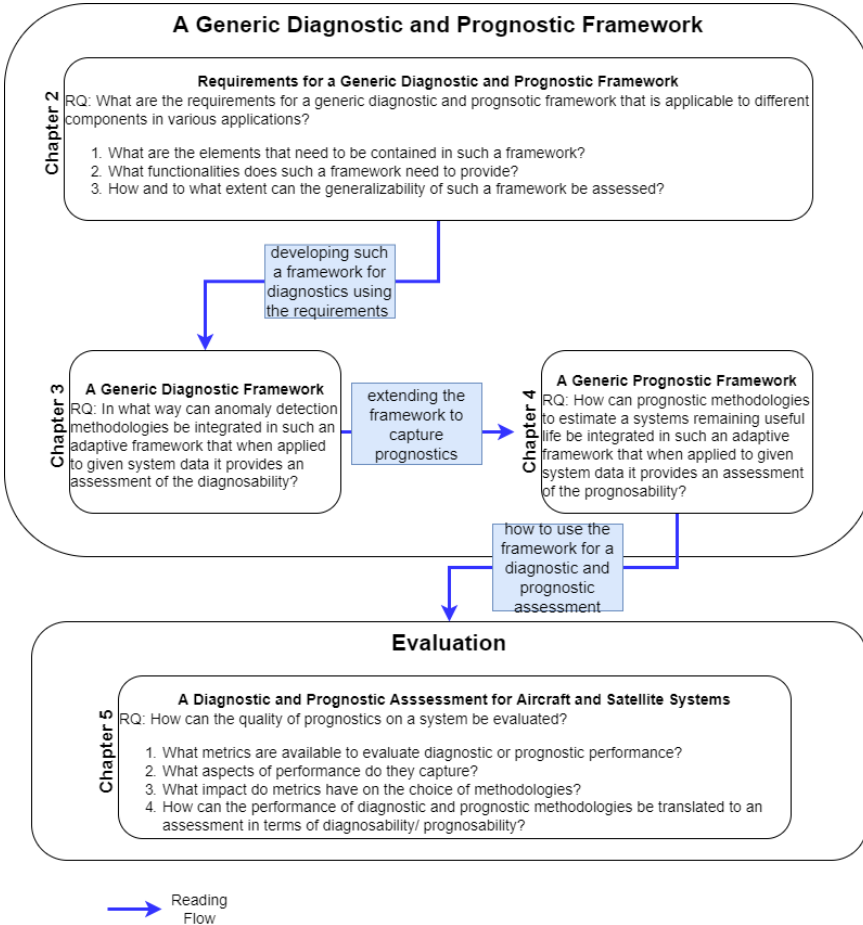 A Generic Diagnostic and Prognostic Framework
Chapter 2
Requirements for a Generic Diagnostic and Prognostic Framework
RQ: What are the requirements for a generic diagnostic and prognsotic framework that is applicable to different
components in various applications?
1. What are the elements that need to be contained in such a framework?
2. What functionalities does such a framework need to provide?
3. How and to what extent can the generalizability of such a framework be assessed?
developing such
a framework for
diagnostics using
the requirements
Chapter 3
A Generic Diagnostic Framework
RQ: In what way can anomaly detection
methodologies be integrated in such an
adaptive framework that when applied
to given system data it provides an
assessment of the diagnosability?
extending the
framework to
capture
prognostics
Chapter 4
A Generic Prognostic Framework
RQ: How can prognostic methodologies
to estimate a systems remaining useful
life be integrated in such an adaptive
framework that when applied to given
system data it provides an assessment
of the prognosability?
how to use the
framework for a
diagnostic and
prognostic
assessment
Evaluation
Chapter 5
A Diagnostic and Prognostic Asssessment for Aircraft and Satellite Systems
RQ: How can the quality of prognostics on a system be evaluated?
1. What metrics are available to evaluate diagnostic or prognostic performance?
2. What aspects of performance do they capture?
3. What impact do metrics have on the choice of methodologies?
4. How can the performance of diagnostic and prognostic methodologies be translated to an
assessment in terms of diagnosability/ prognosability?
Reading
Flow